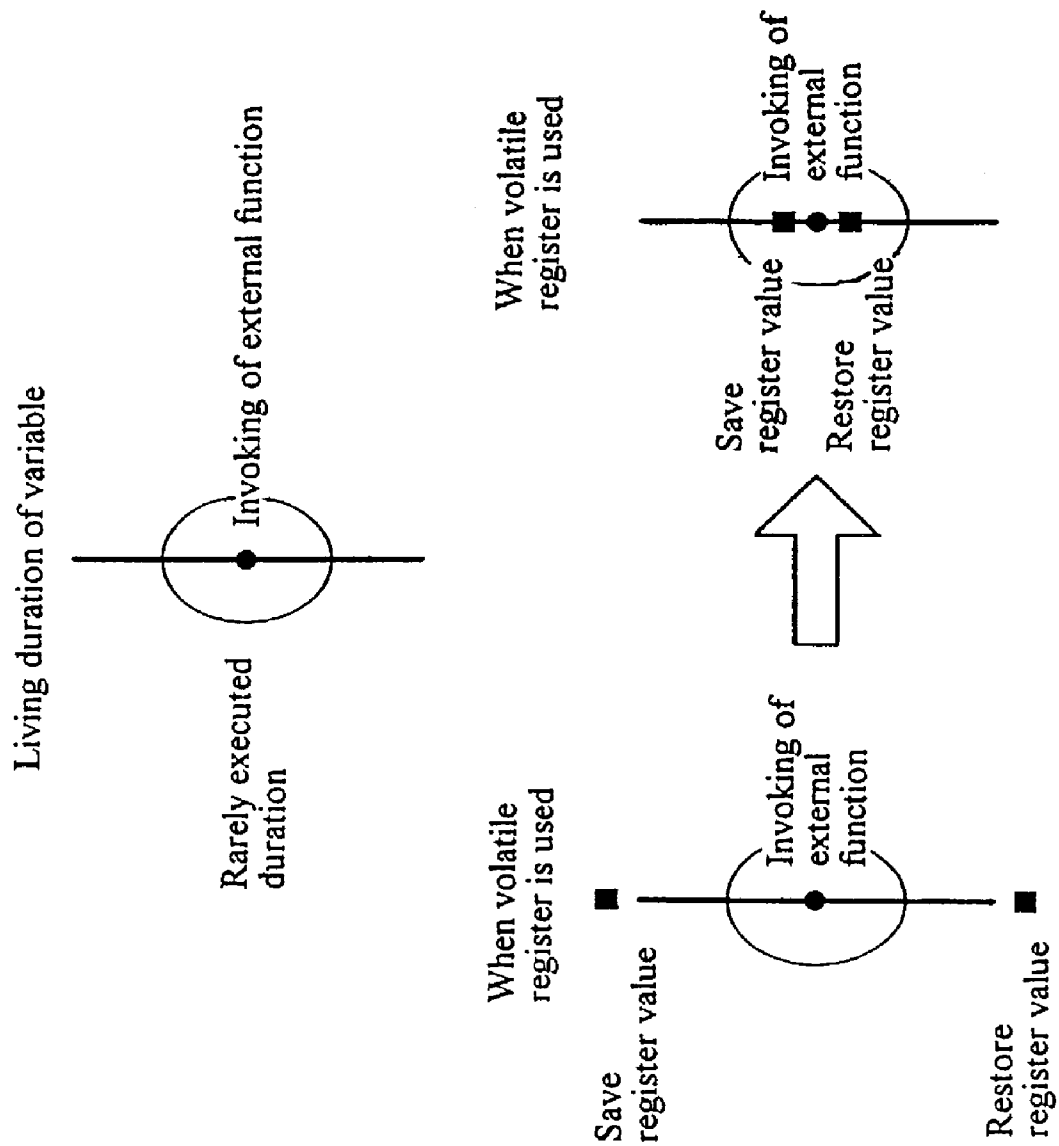 Living duration of variable
Rarely executed
duration
Invoking of external function
When volatile
register is used
Save
register value
Invoking of
external
function
Restore
register value
When volatile
register is used
Save
register value
Restore
register value
Invoking of
external
function